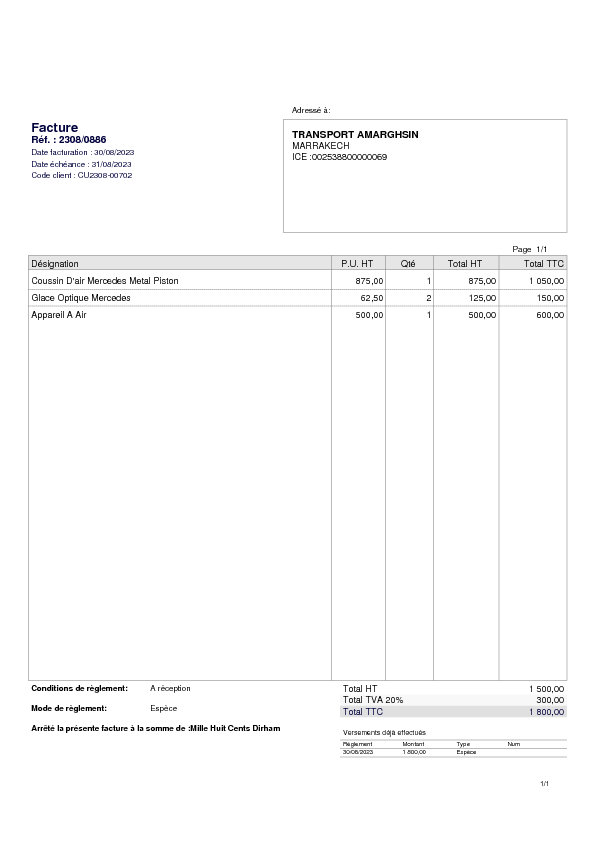 Adressé à:
Facture
Réf. : 2308/0886
Date facturation : 30/08/2023
Date échéance : 31/08/2023
Code client : CU2308-00702
TRANSPORT AMARGHSIN
MARRAKECH
ICE :002538800000069
Page 1/1
Désignation P.U. HT Qté Total HT Total TTC
Coussin D'air Mercedes Metal Piston 875,00 1 875,00 1 050,00
Glace Optique Mercedes 62,50 2 125,00 150,00
Appareil A Air 500,00 1 500,00 600,00
Conditions de règlement: A réception
Mode de règlement: Espèce
Arrêté la présente facture à la somme de :Mille Huit Cents Dirham
Total HT 1 500,00
Total TVA 20% 300,00
Total TTC 1 800,00
Versements déjà effectués
Règlement Montant Type Num
30/08/2023 1 800,00 Espèce
1/1